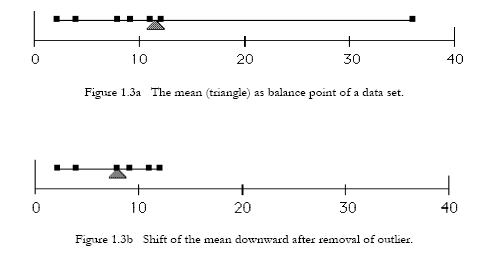 0 10 20 30 40
Figure 1.3a The mean (triangle) as balance point of a data set.
0 10 20 30 40
Figure 1.3b Shift of the mean downward after removal of outlier.